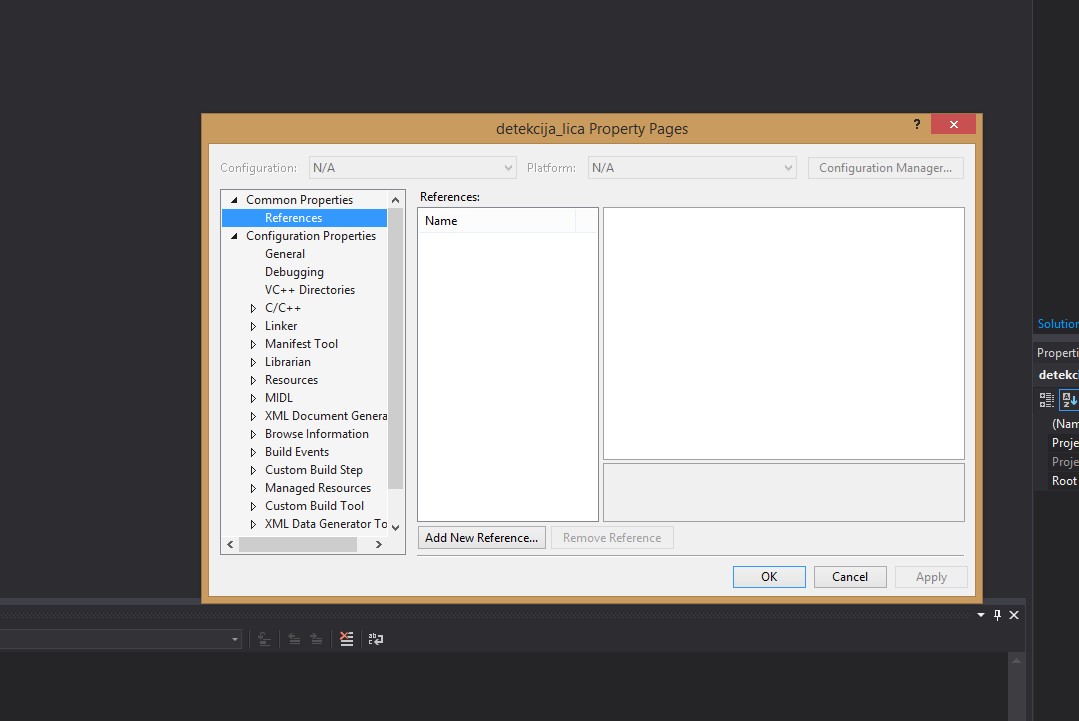 detekcija_lica Property Pages
?
Configuration:
N/A
Platform:
N/A
Configuration Manager...
Common Properties
References
Configuration Properties
General
Debugging
VC++ Directories
C/C++
Linker
Manifest Tool
Librarian
Resources
MIDL
XML Document Genera
Browse Information
Build Events
Custom Build Step
Managed Resources
Custom Build Tool
XML Data Generator To
References:
Name
Add New Reference...
Remove Reference
OK
Cancel
Apply
Solution
Properti
detekci
(Nam
Proje
Proje
Root